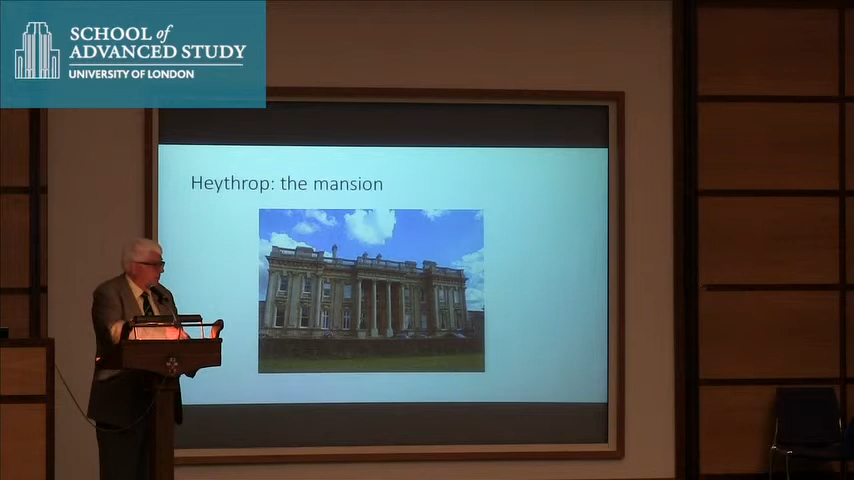 SCHOOL of
ADVANCED STUDY
UNIVERSITY OF LONDON
Heythrop: the mansion